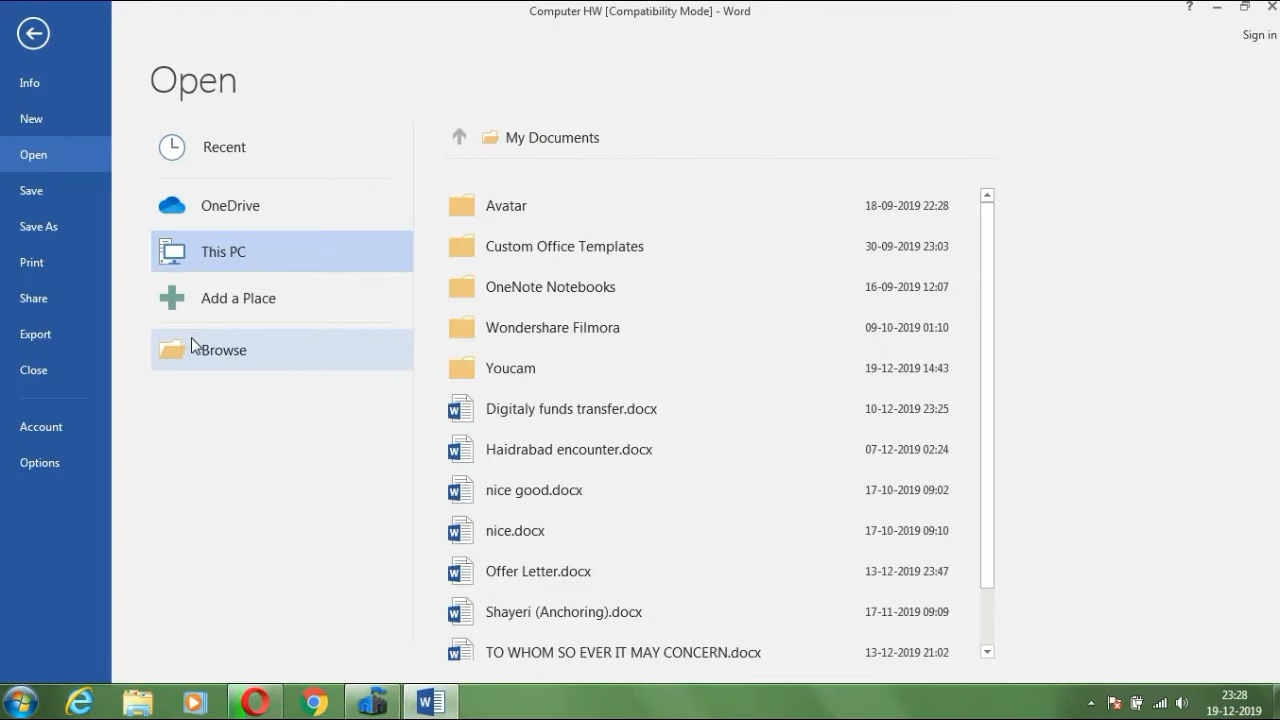 Computer HW [Compatibility Mode] - Word
?
Sign in
Info
New
Open
Save
Save As
Print
Share
Export
Close
Account
Options
Open
Recent
OneDrive
This PC
Add a Place
Browse
My Documents
Avatar 18-09-2019 22:28
Custom Office Templates 30-09-2019 23:03
OneNote Notebooks 16-09-2019 12:07
Wondershare Filmora 09-10-2019 01:10
Youcam 19-12-2019 14:43
Digitaly funds transfer.docx 10-12-2019 23:25
Haidrabad encounter.docx 07-12-2019 02:24
nice good.docx 17-10-2019 09:02
nice.docx 17-10-2019 09:10
Offer Letter.docx 13-12-2019 23:47
Shayeri (Anchoring).docx 17-11-2019 09:09
TO WHOM SO EVER IT MAY CONCERN.docx 13-12-2019 21:02
23:28
19-12-2019